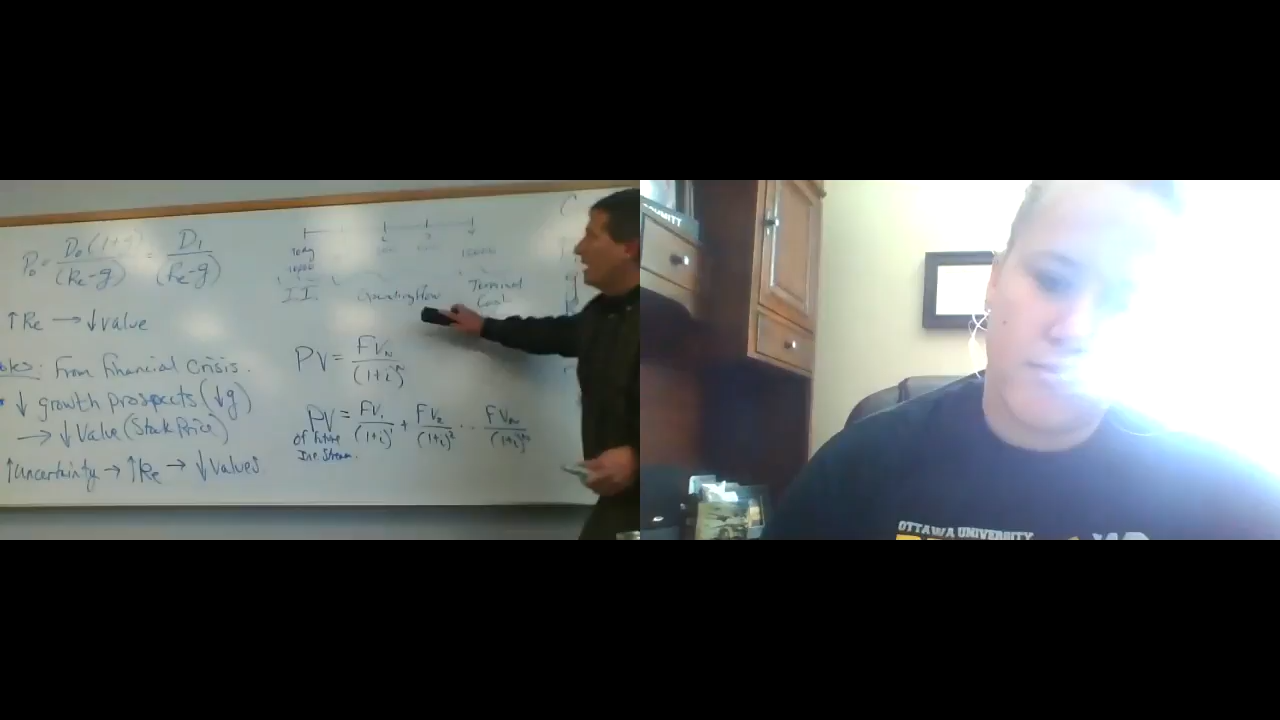 P₀ = D₀(1+g)/(Re-g) = D₁/(Re-g)
↑Re → ↓value
From Financial Crisis.
↓ growth prospects (↓g)
→ ↓Value (Stock Price)
↑uncertainty → ↑Re → ↓values
today
I.I.
Operating flow
Terminal
PV = FVₙ/(1+i)ⁿ
PV = FV₁/(1+i)¹ + FV₂/(1+i)² ... FVₙ/(1+i)ⁿ
of future
Inc Stream.
OTTAWA UNIVERSITY